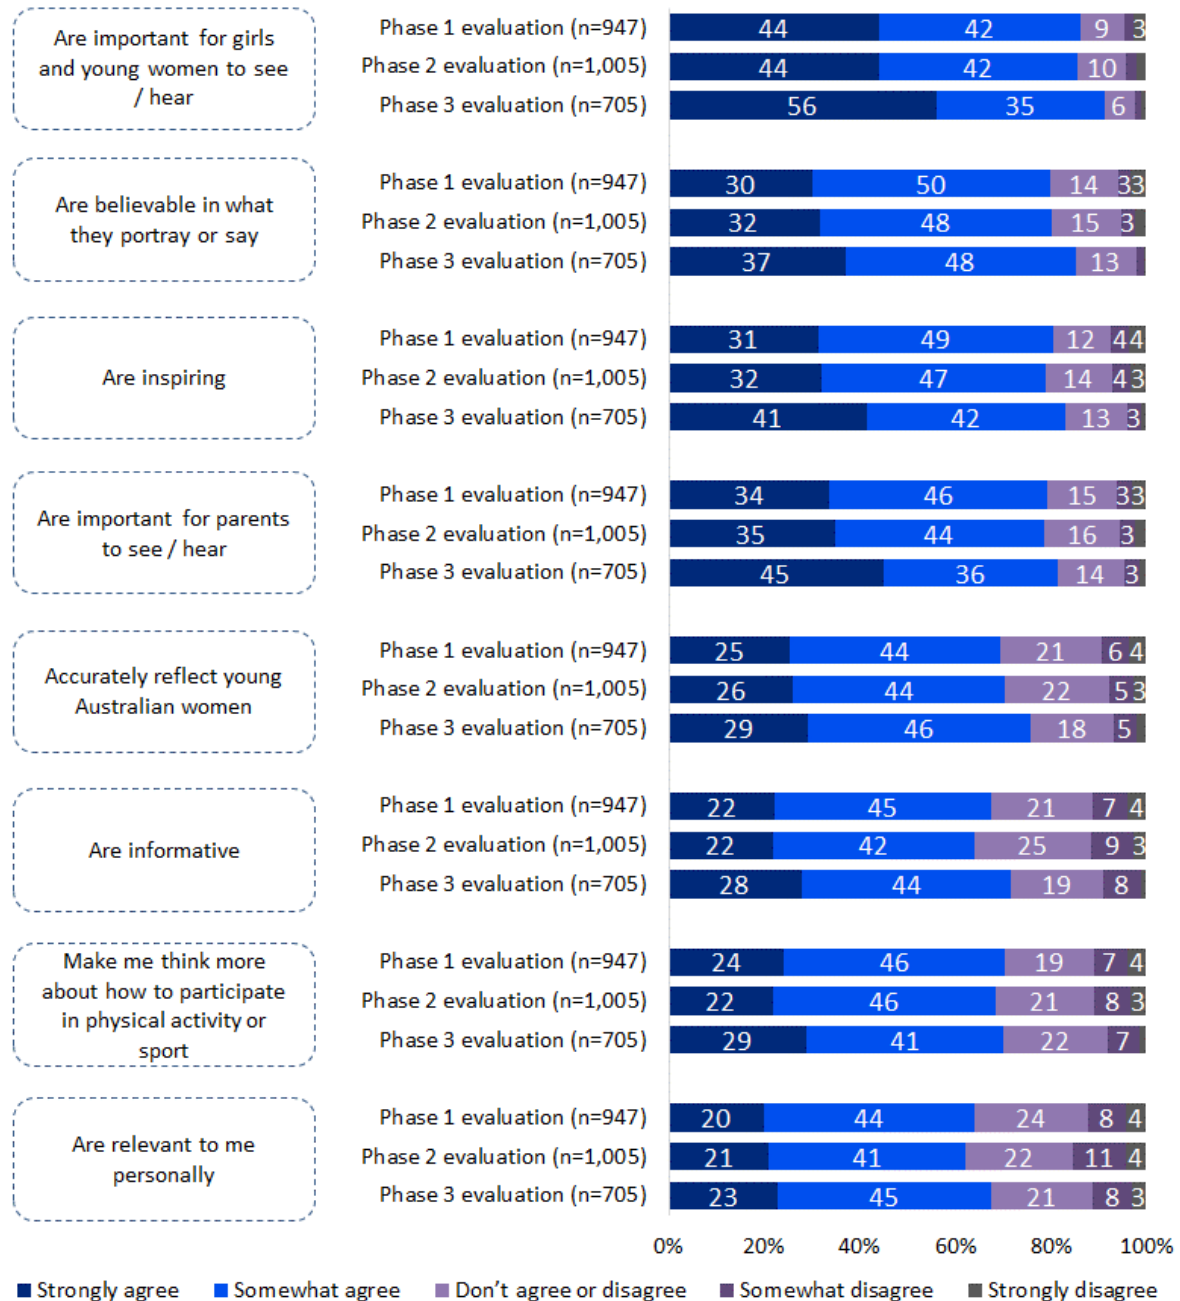 Are important for girls
and young women to see
/ hear
Phase 1 evaluation (n=947)
44 42 9 3
Phase 2 evaluation (n=1,005)
44 42 10
Phase 3 evaluation (n=705)
56 35 6
Are believable in what
they portray or say
Phase 1 evaluation (n=947)
30 50 14 3 3
Phase 2 evaluation (n=1,005)
32 48 15 3
Phase 3 evaluation (n=705)
37 48 13
Are inspiring
Phase 1 evaluation (n=947)
31 49 12 4 4
Phase 2 evaluation (n=1,005)
32 47 14 4 3
Phase 3 evaluation (n=705)
41 42 13 3
Are important for parents
to see / hear
Phase 1 evaluation (n=947)
34 46 15 3 3
Phase 2 evaluation (n=1,005)
35 44 16 3
Phase 3 evaluation (n=705)
45 36 14 3
Accurately reflect young
Australian women
Phase 1 evaluation (n=947)
25 44 21 6 4
Phase 2 evaluation (n=1,005)
26 44 22 5 3
Phase 3 evaluation (n=705)
29 46 18 5
Are informative
Phase 1 evaluation (n=947)
22 45 21 7 4
Phase 2 evaluation (n=1,005)
22 42 25 9 3
Phase 3 evaluation (n=705)
28 44 19 8
Make me think more
about how to participate
in physical activity or
sport
Phase 1 evaluation (n=947)
24 46 19 7 4
Phase 2 evaluation (n=1,005)
22 46 21 8 3
Phase 3 evaluation (n=705)
29 41 22 7
Are relevant to me
personally
Phase 1 evaluation (n=947)
20 44 24 8 4
Phase 2 evaluation (n=1,005)
21 41 22 11 4
Phase 3 evaluation (n=705)
23 45 21 8 3
0% 20% 40% 60% 80% 100%
Strongly agree Somewhat agree Don't agree or disagree Somewhat disagree Strongly disagree